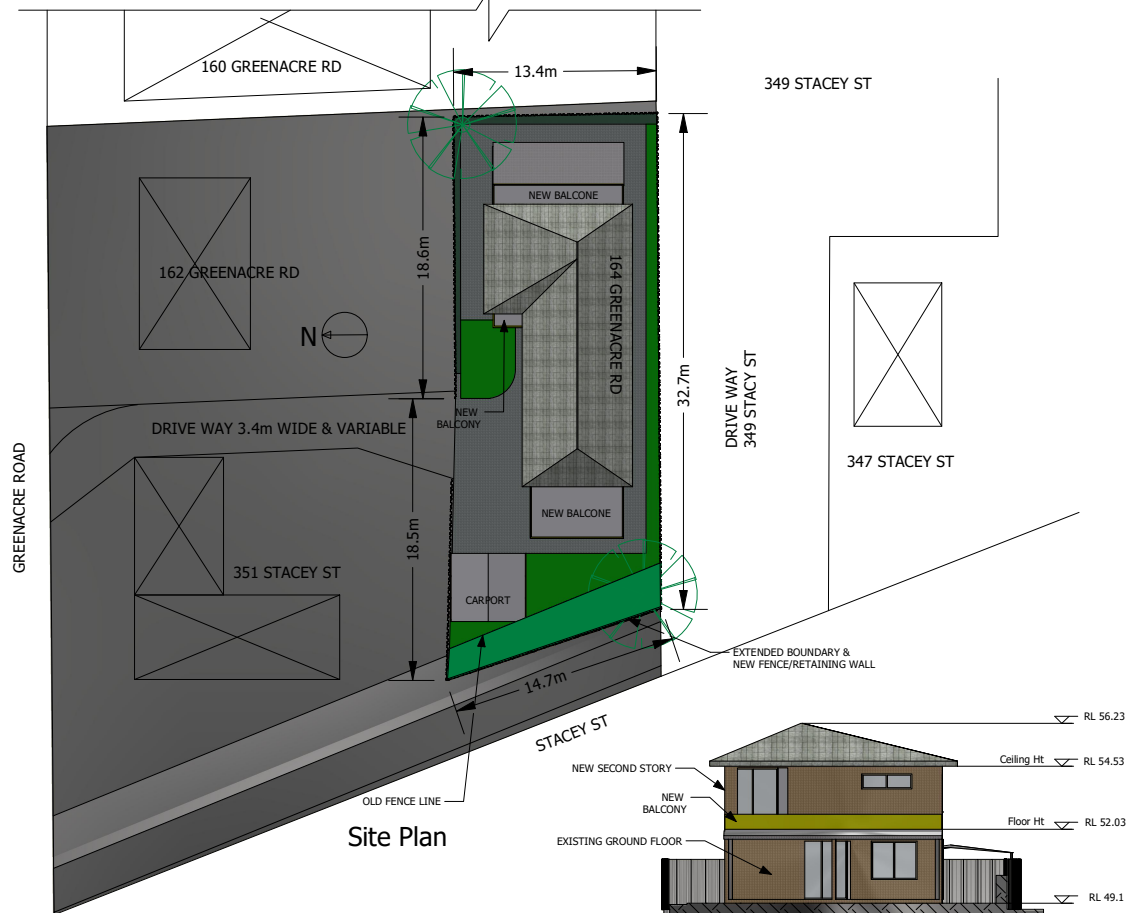 160 GREENACRE RD
13.4m
349 STACEY ST
NEW BALCONE
162 GREENACRE RD
18.6m
164 GREENACRE RD
N
32.7m
DRIVE WAY
349 STACY ST
NEW
BALCONY
DRIVE WAY 3.4m WIDE & VARIABLE
347 STACEY ST
GREENACRE ROAD
18.5m
NEW BALCONE
351 STACEY ST
CARPORT
EXTENDED BOUNDARY &
NEW FENCE/RETAINING WALL
14.7m
STACEY ST
OLD FENCE LINE
Site Plan
RL 56.23
Ceiling Ht
RL 54.53
NEW SECOND STORY
NEW
BALCONY
Floor Ht
RL 52.03
EXISTING GROUND FLOOR
RL 49.1